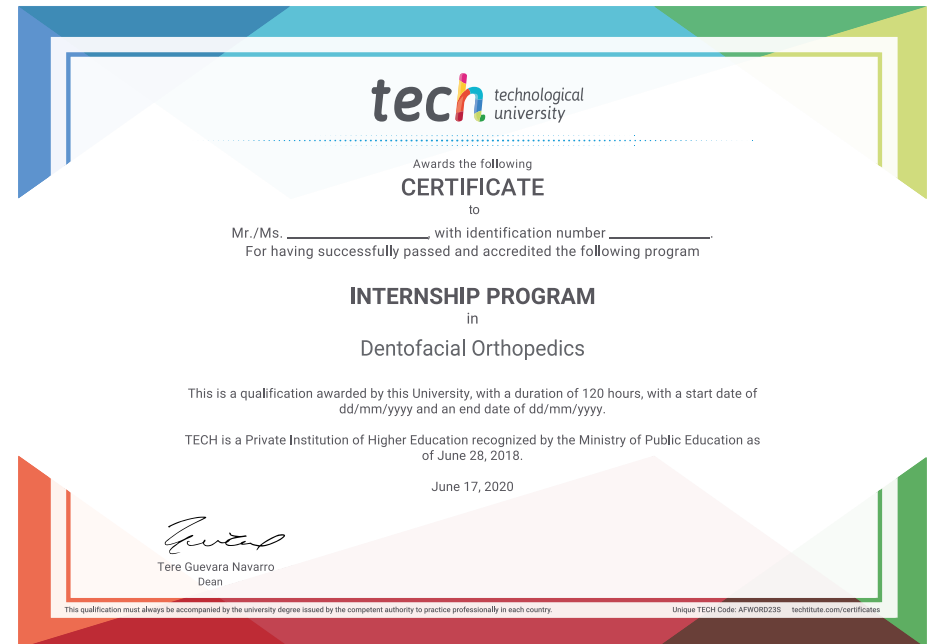 tech technological
university
Awards the following
CERTIFICATE
to
Mr./Ms. ____________________, with identification number ______________.
For having successfully passed and accredited the following program
INTERNSHIP PROGRAM
in
Dentofacial Orthopedics
This is a qualification awarded by this University, with a duration of 120 hours, with a start date of
dd/mm/yyyy and an end date of dd/mm/yyyy.
TECH is a Private Institution of Higher Education recognized by the Ministry of Public Education as
of June 28, 2018.
June 17, 2020
Tere Guevara Navarro
Dean
This qualification must always be accompanied by the university degree issued by the competent authority to practice professionally in each country. Unique TECH Code: AFWORD23S techtitute.com/certificates